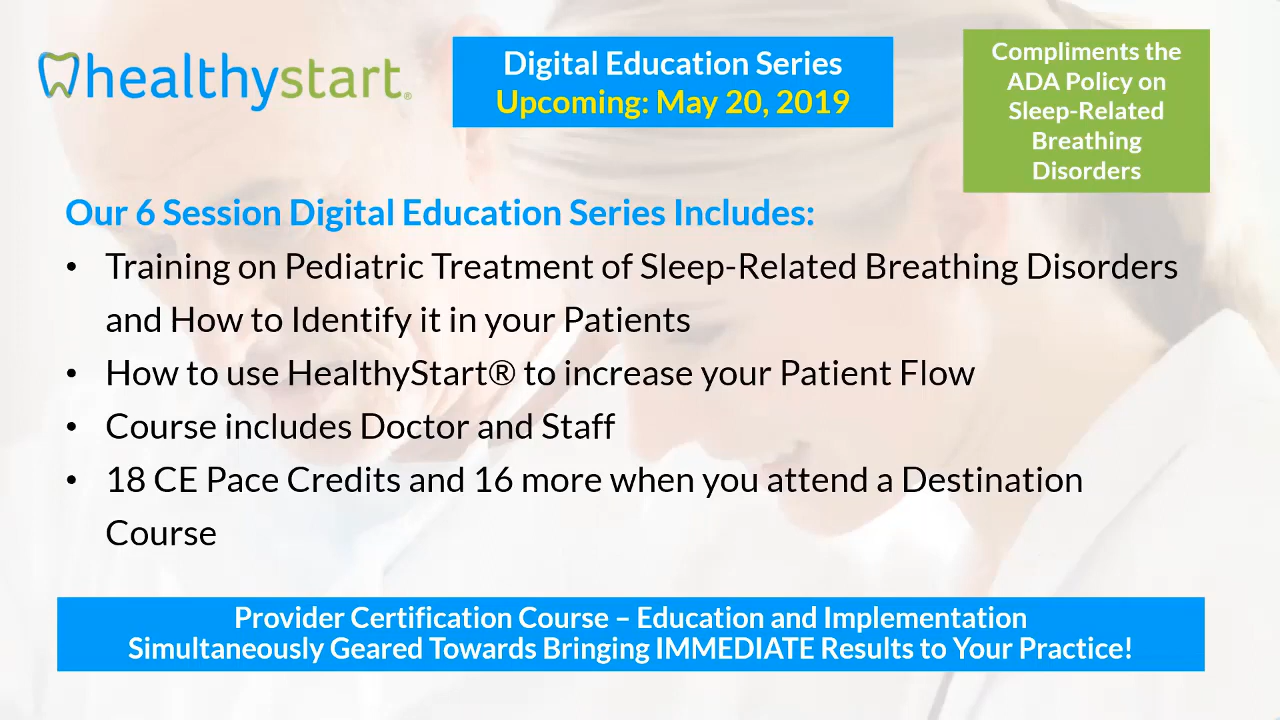 healthystart®
Digital Education Series
Upcoming: May 20, 2019
Compliments the
ADA Policy on
Sleep-Related
Breathing
Disorders
Our 6 Session Digital Education Series Includes:
• Training on Pediatric Treatment of Sleep-Related Breathing Disorders
and How to Identify it in your Patients
• How to use HealthyStart® to increase your Patient Flow
• Course includes Doctor and Staff
• 18 CE Pace Credits and 16 more when you attend a Destination
Course
Provider Certification Course – Education and Implementation
Simultaneously Geared Towards Bringing IMMEDIATE Results to Your Practice!